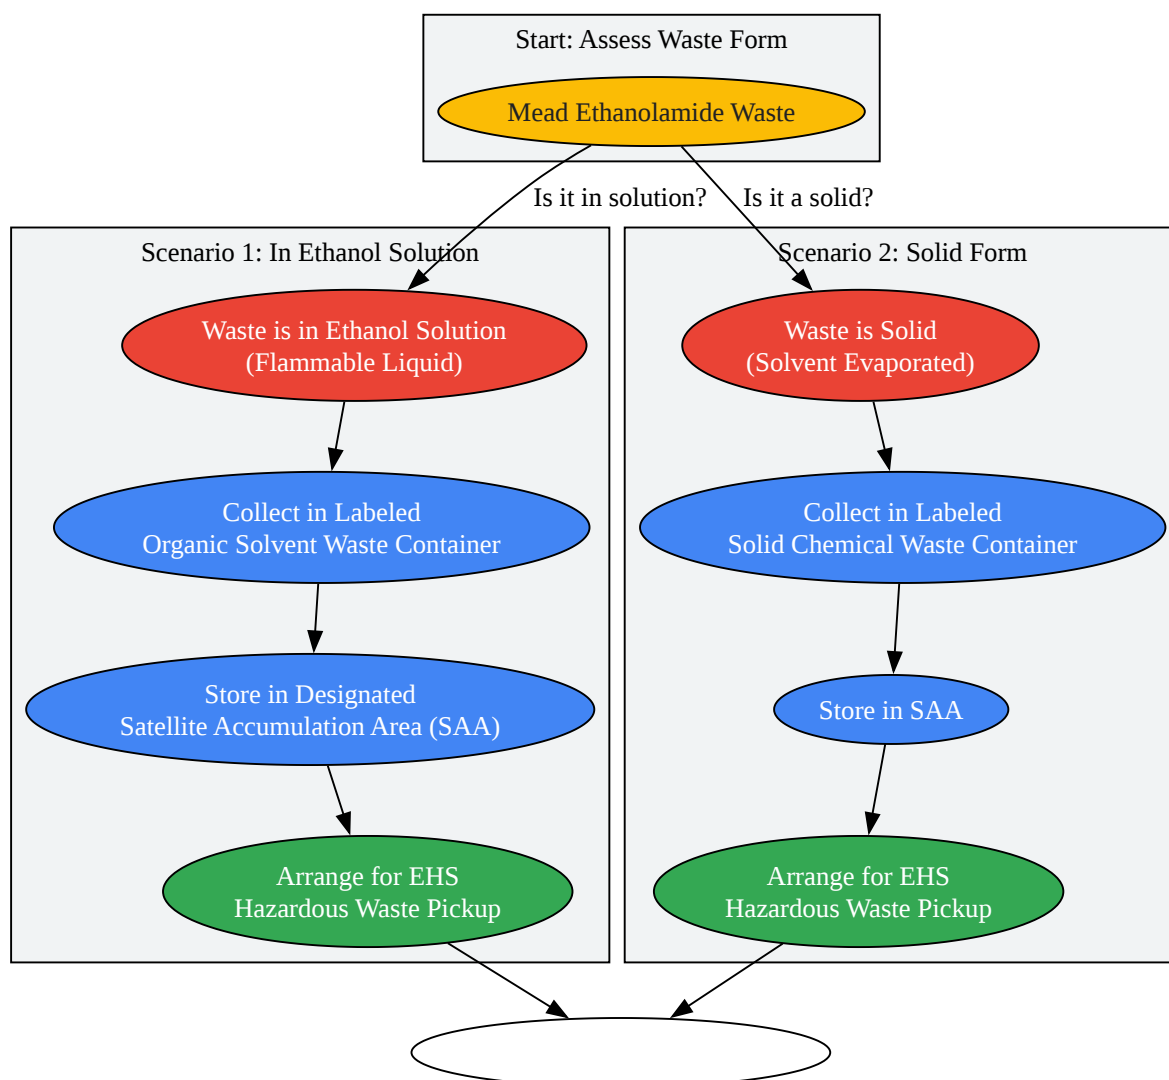 Start: Assess Waste Form
Mead Ethanolamide Waste
Is it in solution?
Is it a solid?
Scenario 1: In Ethanol Solution
Waste is in Ethanol Solution
(Flammable Liquid)
Collect in Labeled
Organic Solvent Waste Container
Store in Designated
Satellite Accumulation Area (SAA)
Arrange for EHS
Hazardous Waste Pickup
Scenario 2: Solid Form
Waste is Solid
(Solvent Evaporated)
Collect in Labeled
Solid Chemical Waste Container
Store in SAA
Arrange for EHS
Hazardous Waste Pickup